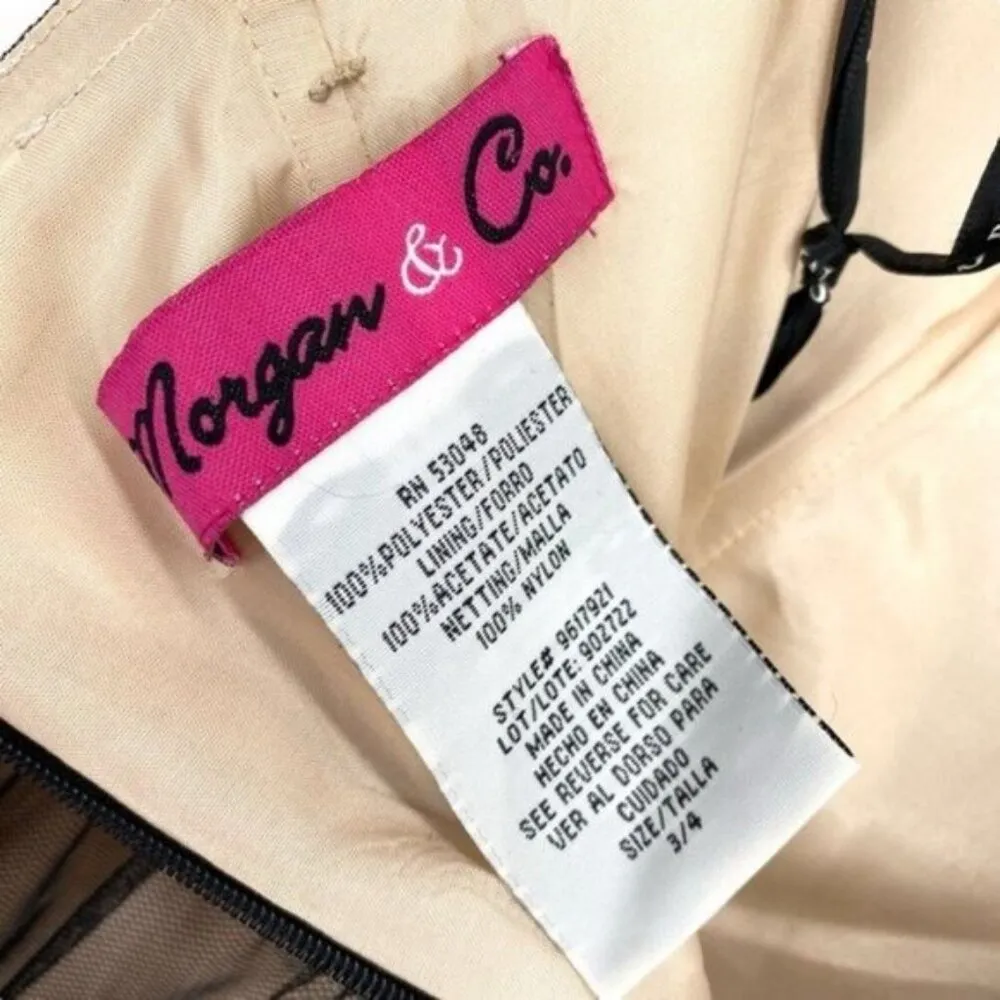 Morgan & Co.
RN 53048
100%POLYESTER/POLIESTER
LINING/FORRO
100%ACETATE/ACETATO
NETTING/MALLA
100% NYLON
STYLE# 9617921
LOT/LOTE: 902722
MADE IN CHINA
HECHO EN CHINA
SEE REVERSE FOR CARE
VER AL DORSO PARA
CUIDADO
SIZE/TALLA
3/4